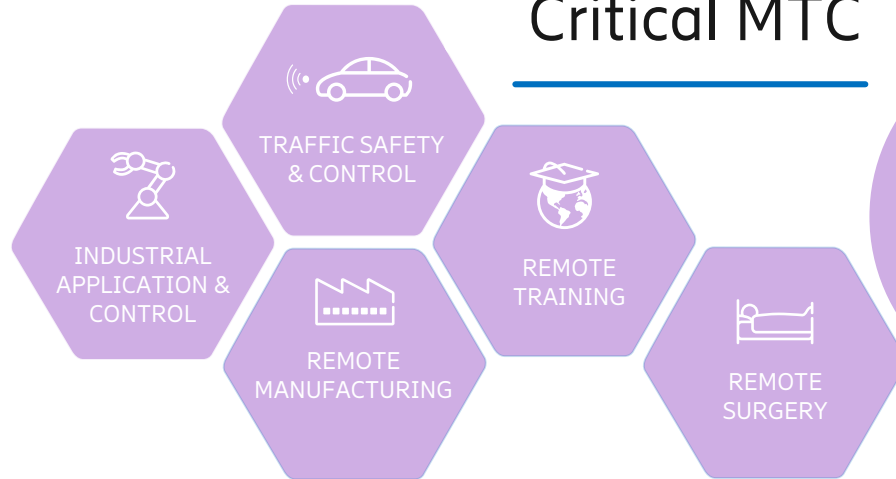 Critical MTC
TRAFFIC SAFETY
& CONTROL
INDUSTRIAL
APPLICATION &
CONTROL
REMOTE
TRAINING
REMOTE
MANUFACTURING
REMOTE
SURGERY